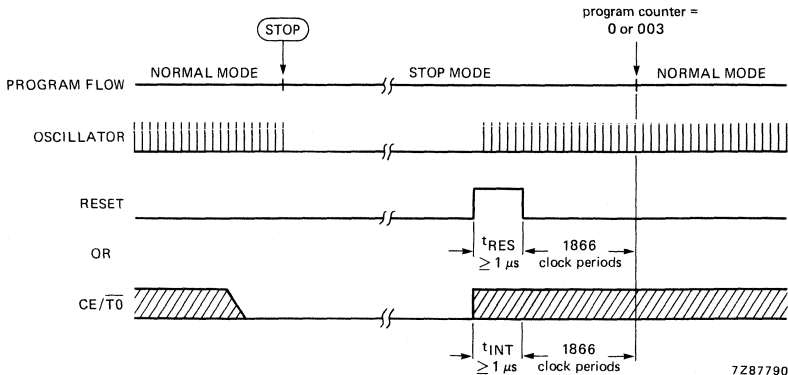 program counter =
0 or 003
STOP
NORMAL MODE STOP MODE NORMAL MODE
PROGRAM FLOW
OSCILLATOR
RESET
tRES 1866
≥ 1 μs clock periods
OR
CE/T̅0̅
tINT 1866
≥ 1 μs clock periods
7Z87790